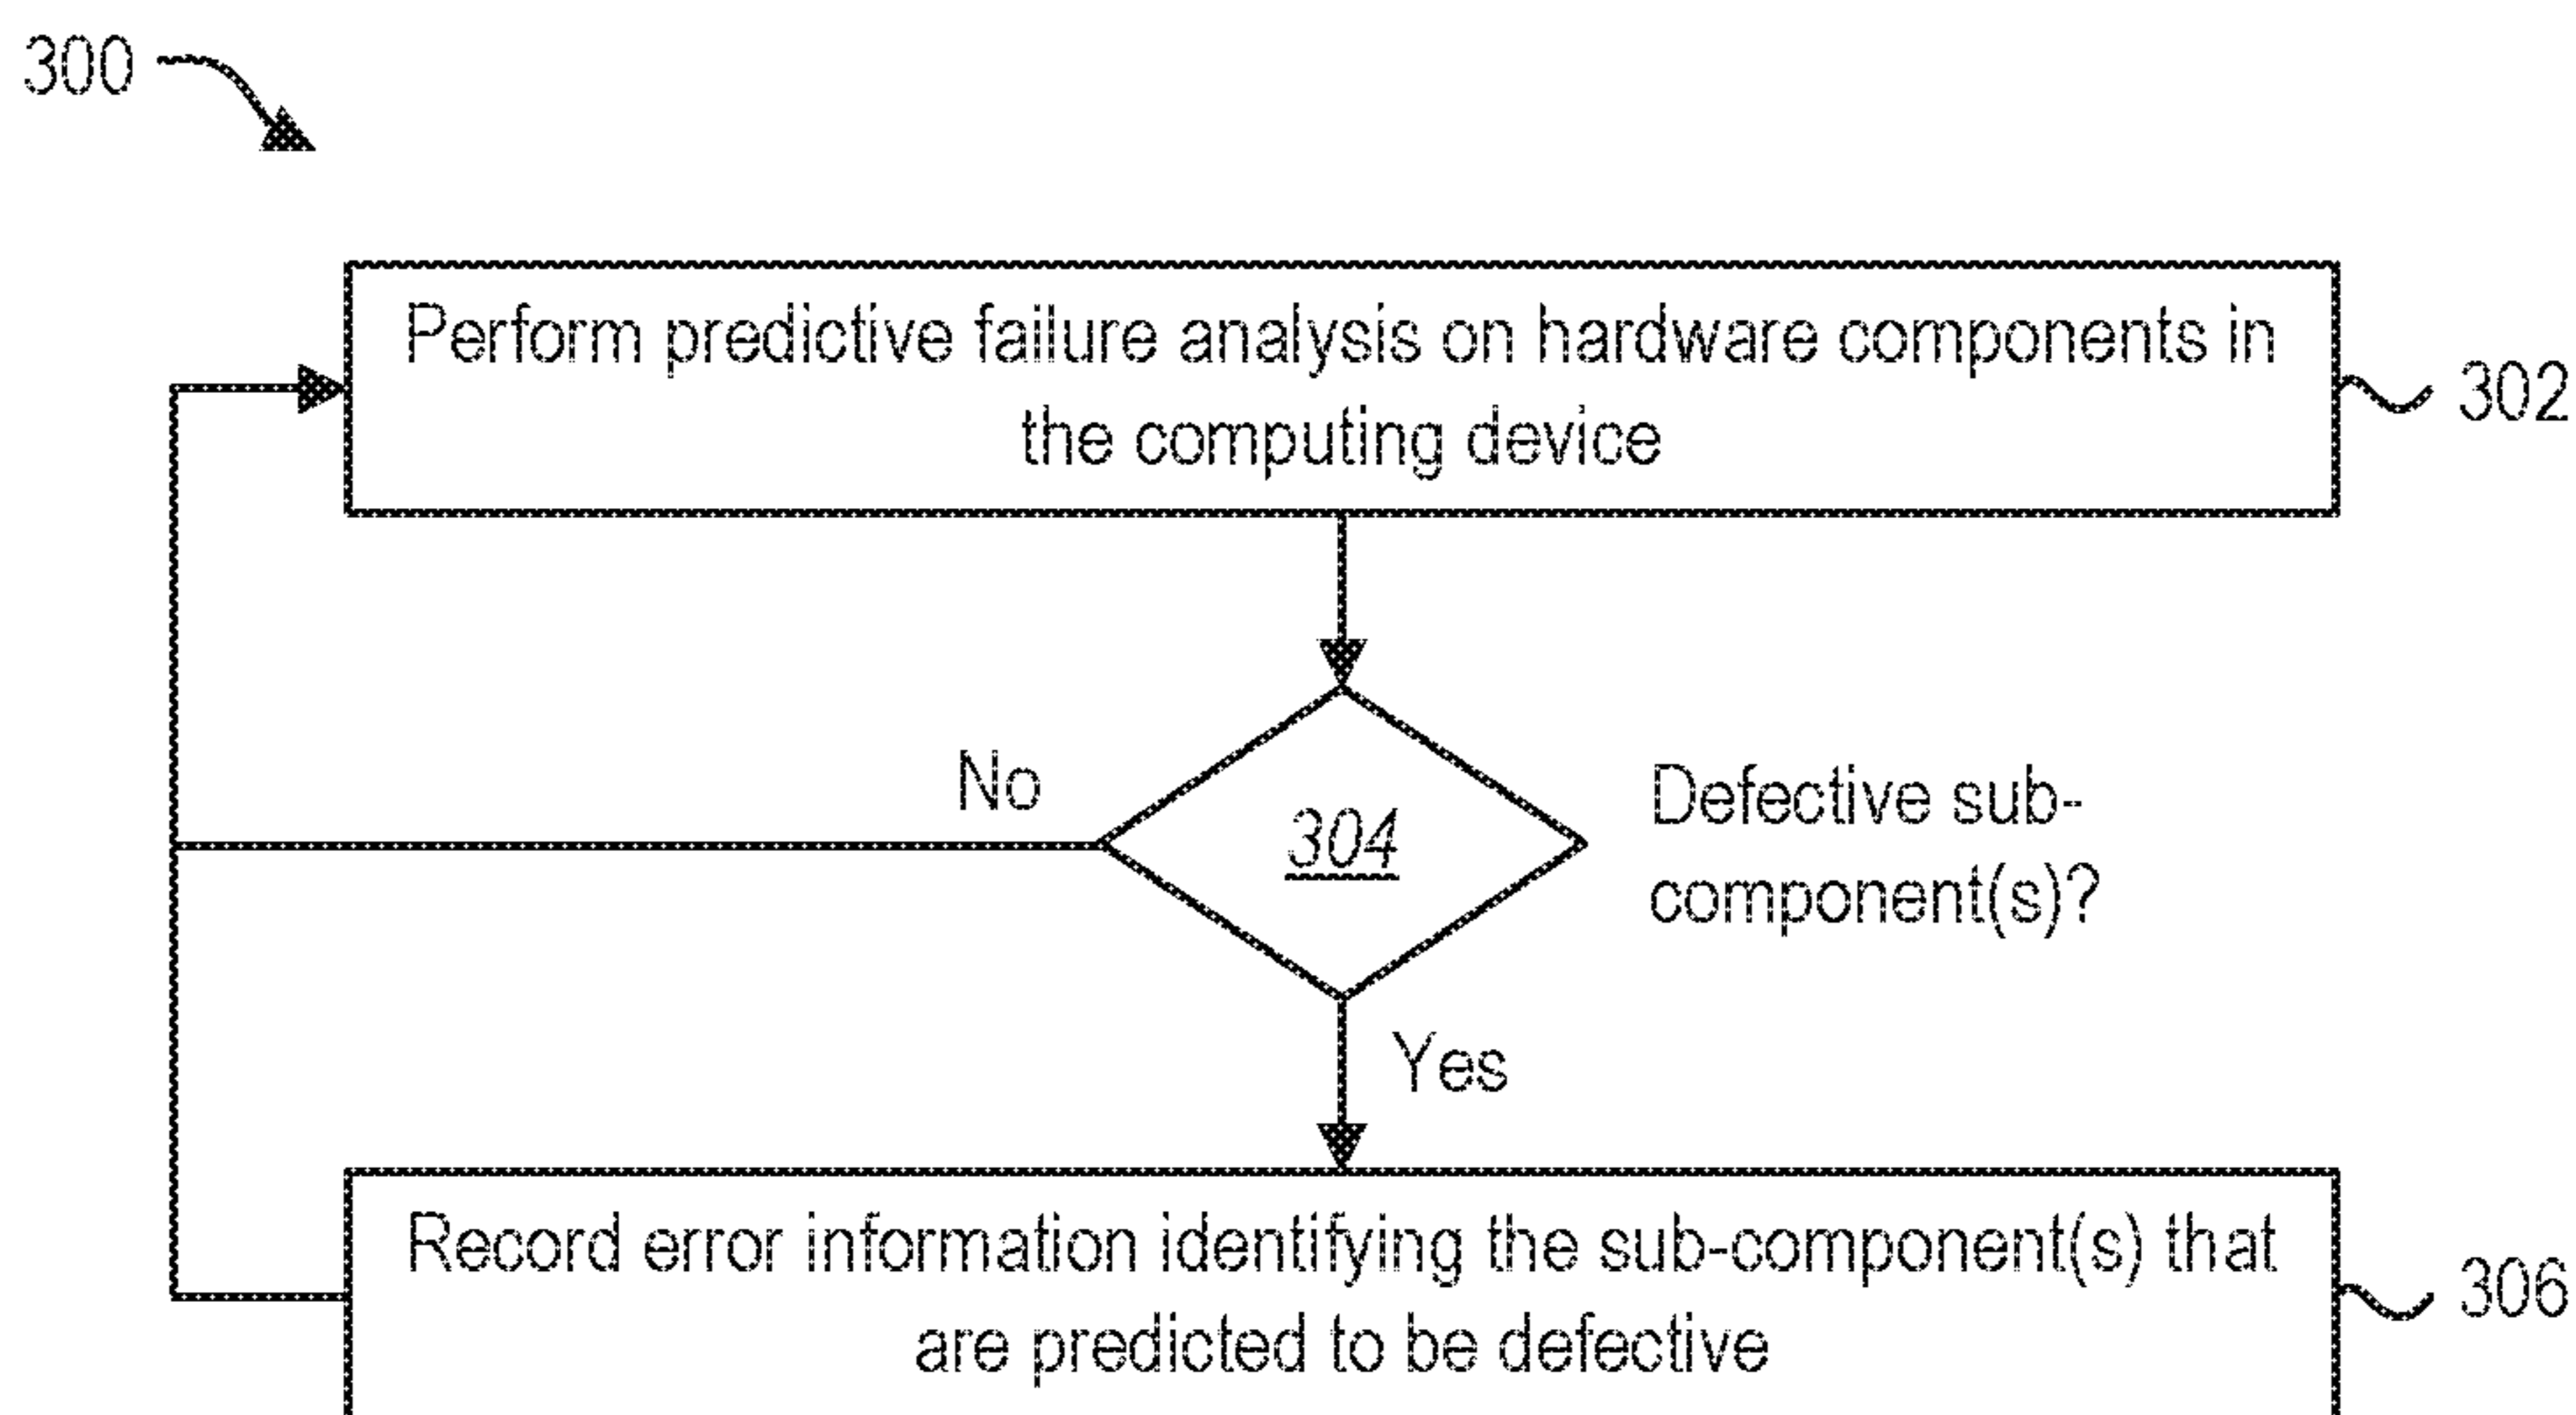 300
Perform predictive failure analysis on hardware components in
the computing device
302
No
304
Defective sub-
component(s)?
Yes
Record error information identifying the sub-component(s) that
are predicted to be defective
306